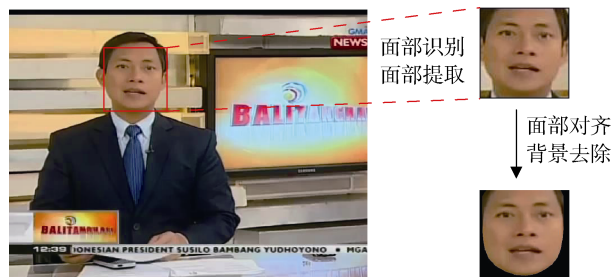 GMA
NEWS
BALITANGHALI
BALITANGHALI
12:39 IONESIAN PRESIDENT SUSILO BAMBANG YUDHOYONO • MGA
SAMSUNG
面部识别
面部提取
面部对齐
背景去除